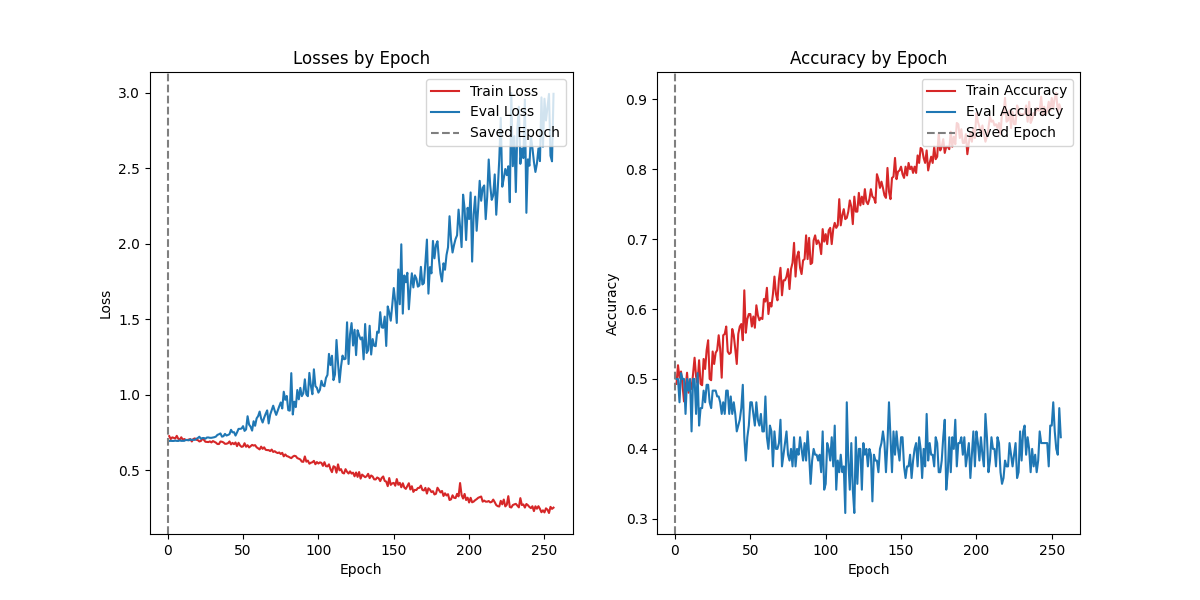 Losses by Epoch
Train Loss
Eval Loss
Saved Epoch
3.0
2.5
2.0
1.5
1.0
0.5
Loss
0
50
100
150
200
250
Epoch
Accuracy by Epoch
Train Accuracy
Eval Accuracy
Saved Epoch
0.9
0.8
0.7
0.6
0.5
0.4
0.3
Accuracy
0
50
100
150
200
250
Epoch